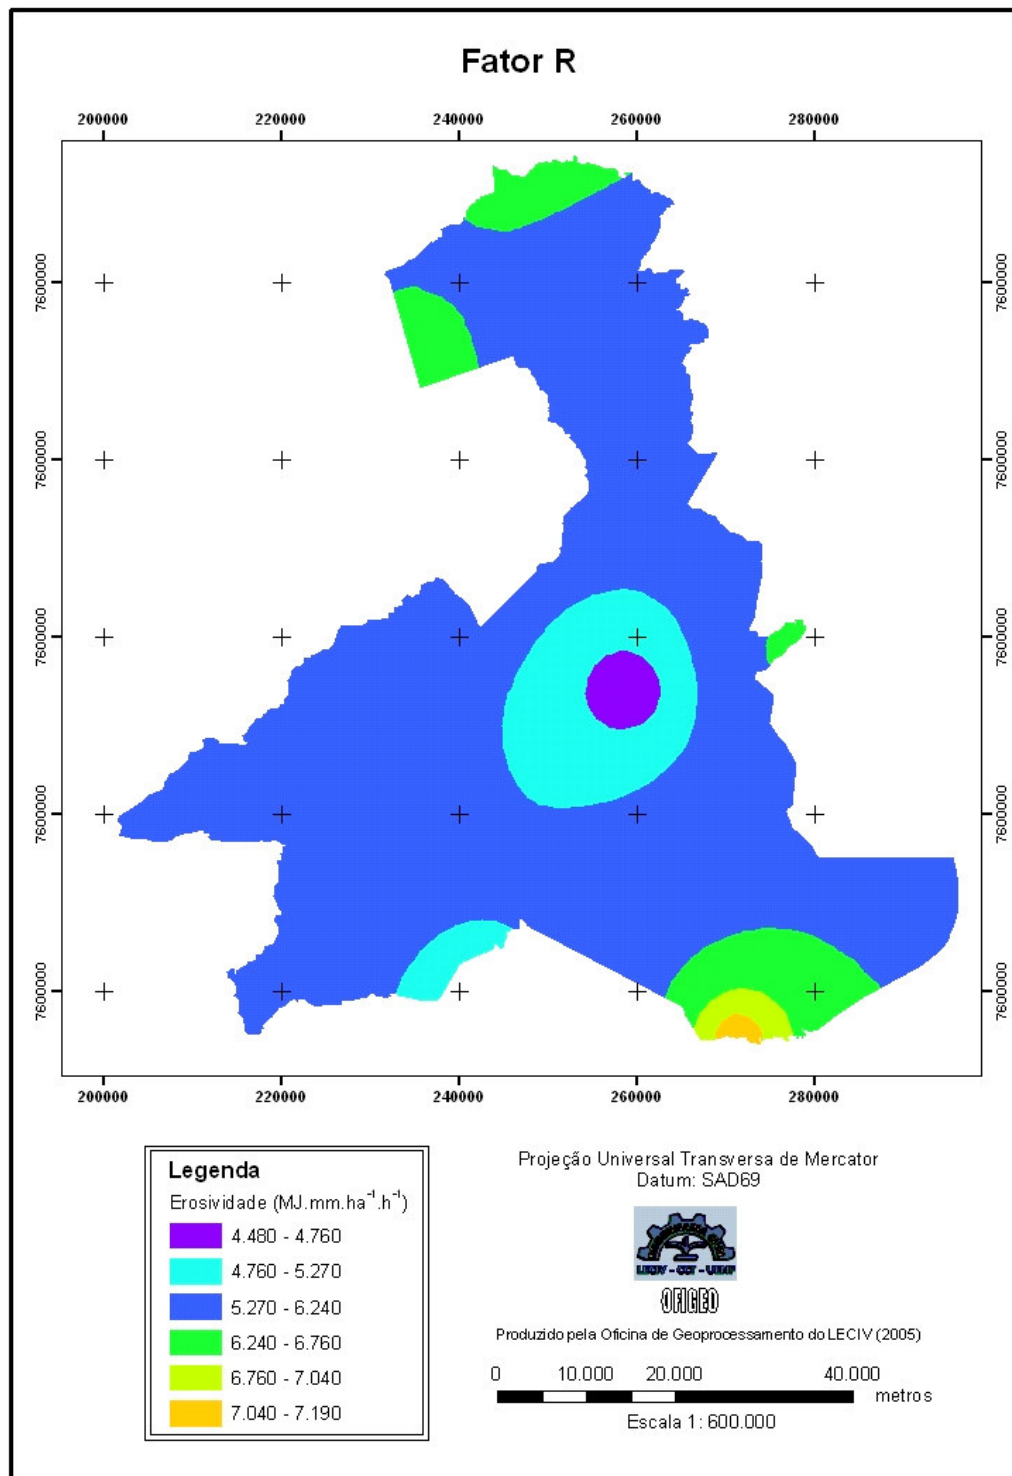 Fator R
200000 220000 240000 260000 280000
7600000 7600000
7600000 7600000
7600000 7600000
7600000 7600000
7600000 7600000
200000 220000 240000 260000 280000
Legenda
Erosividade (MJ.mm.ha⁻¹.h⁻¹)
4.480 - 4.760
4.760 - 5.270
5.270 - 6.240
6.240 - 6.760
6.760 - 7.040
7.040 - 7.190
Projeção Universal Transversa de Mercator
Datum: SAD69
LECIV - CCT - UENF
OFIGEO
Produzido pela Oficina de Geoprocessamento do LECIV (2005)
0 10.000 20.000 40.000
metros
Escala 1: 600.000